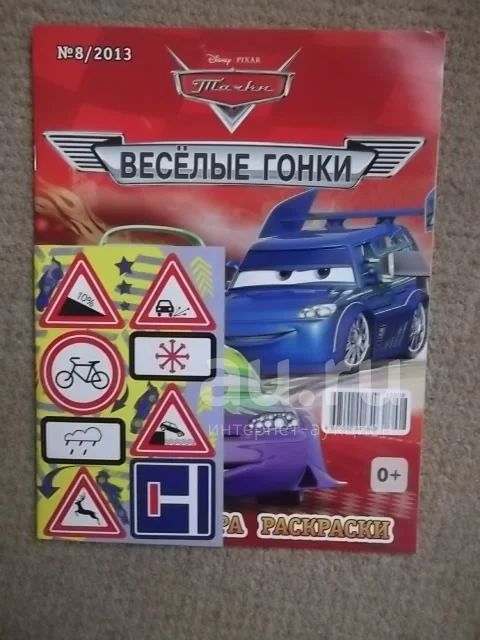 №8/2013
Disney PIXAR
Тачки
ВЕСЁЛЫЕ ГОНКИ
10%
au.ru
интернет-аукцион
0+
РАСКРАСКИ